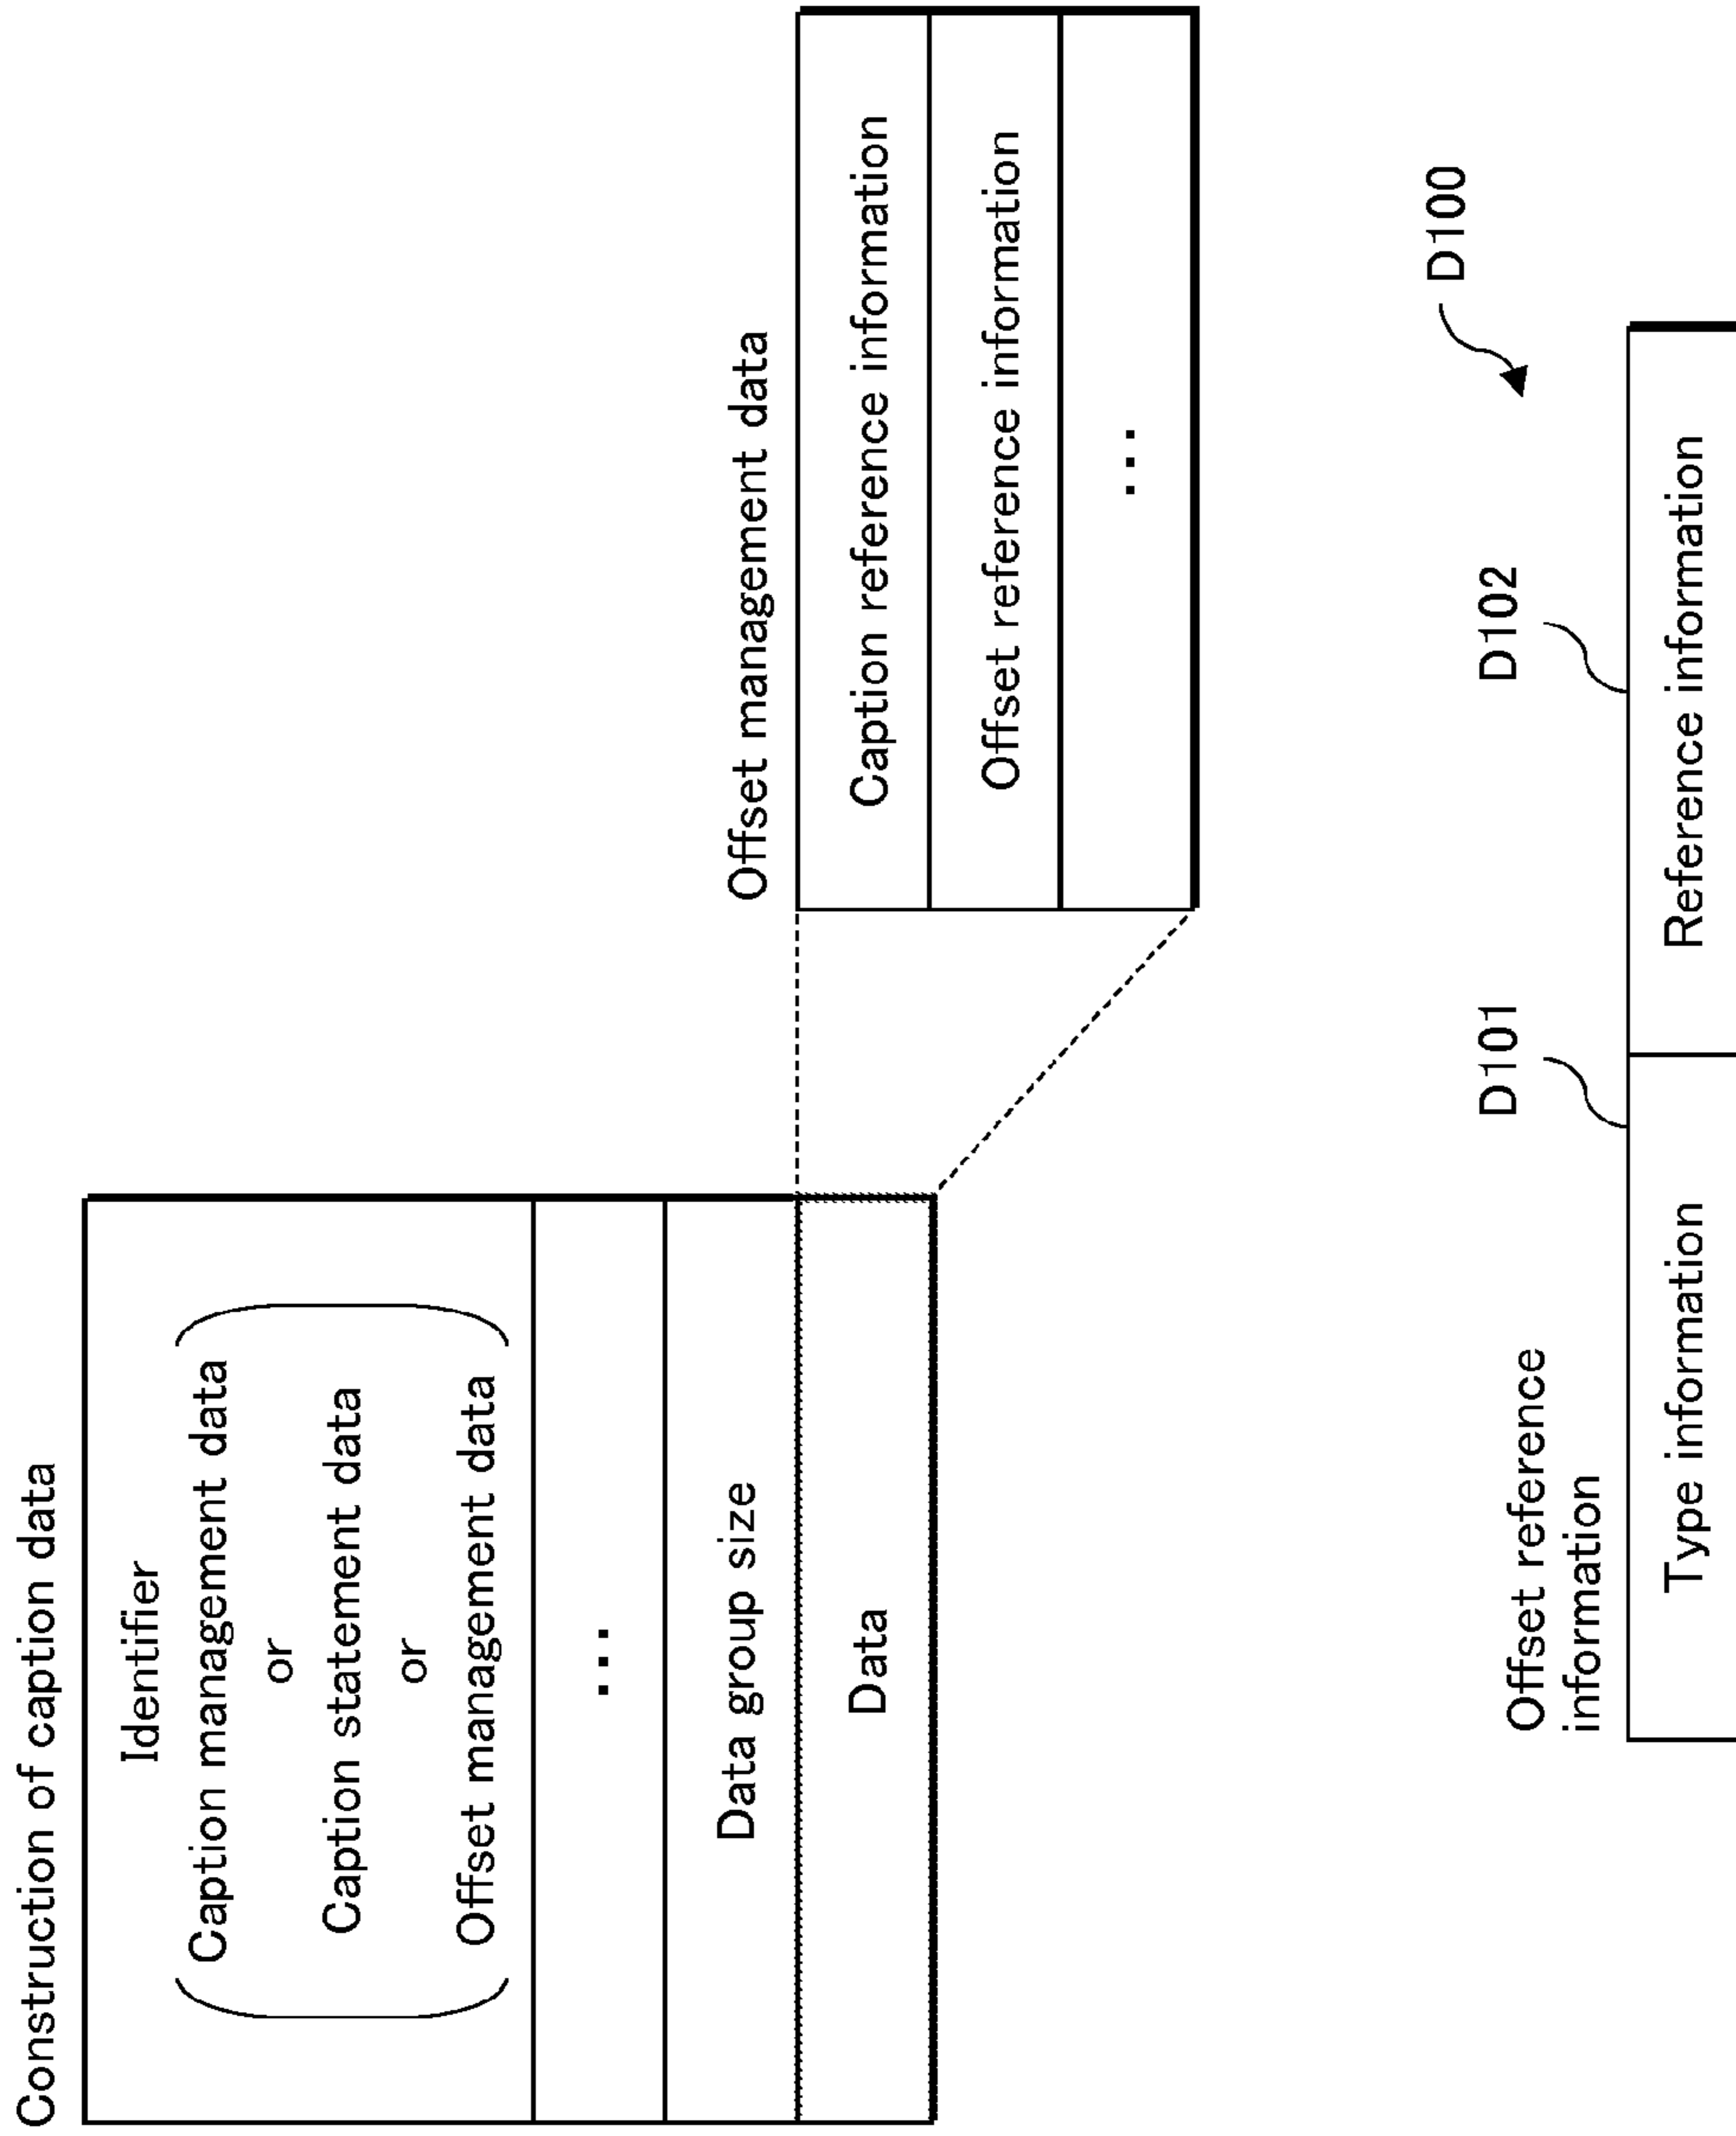 Construction of caption data
Identifier
Caption management data
or
Caption statement data
or
Offset management data
...
Data group size
Data
Offset management data
Caption reference information
Offset reference information
...
D100
Offset reference
information
D101
D102
Type information
Reference information